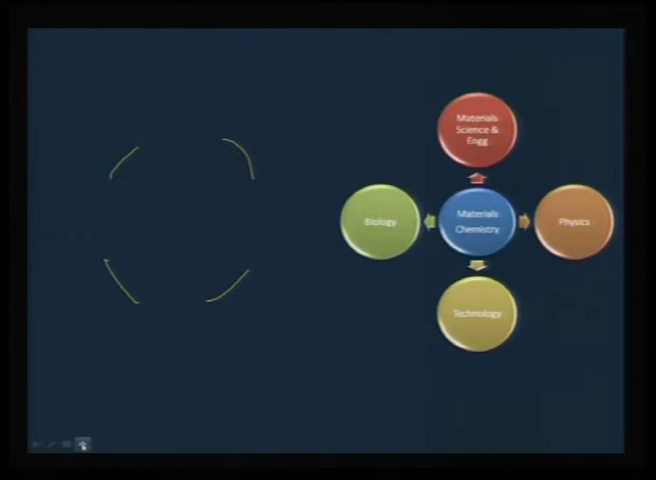 Materials
Science &
Engg
Biology
Materials
Chemistry
Physics
Technology